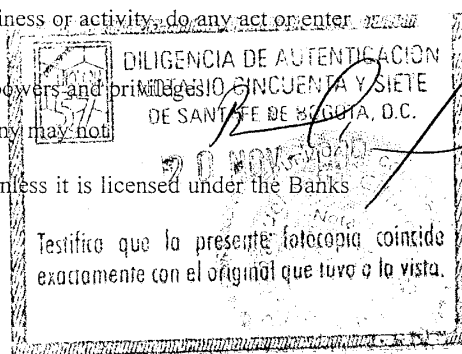 iness or activity, do any act or enter
DILIGENCIA DE AUTENTICACION
powers and privileges.
NOTARIO CINCUENTA Y SIETE
DE SANTAFE DE BOGOTA, D.C.
ny may not
20 NOV.
nless it is licensed under the Banks
Testifico que la presente fotocopia coincide
exactamente con el original que tuvo a la vista.